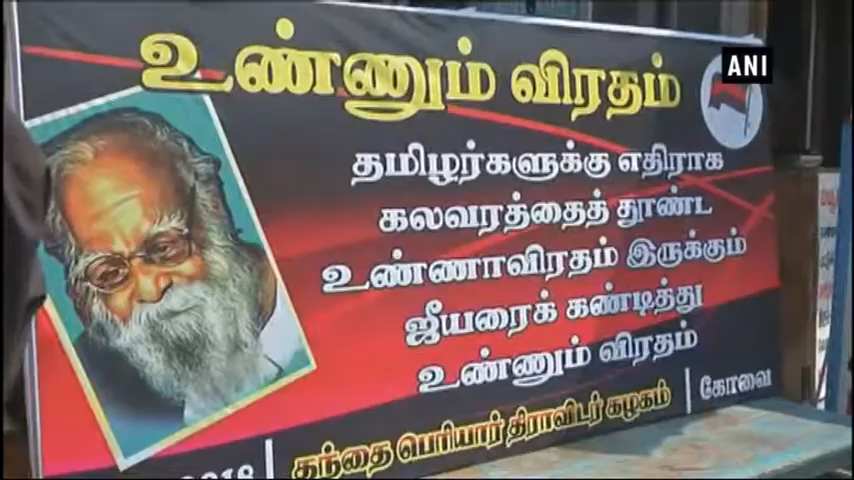 ANI
உண்ணும் விரதம்
தமிழர்களுக்கு எதிராக
கலவரத்தைத் தூண்ட
உண்ணாவிரதம் இருக்கும்
ஜீயரைக் கண்டித்து
உண்ணும் விரதம்
தந்தை பெரியார் திராவிடர் கழகம்
கோவை